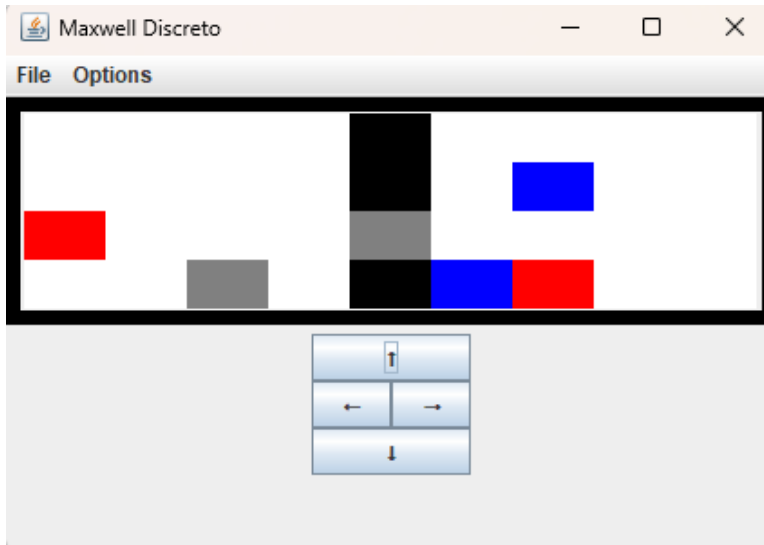 Maxwell Discreto
File Options
↑
← →
↓